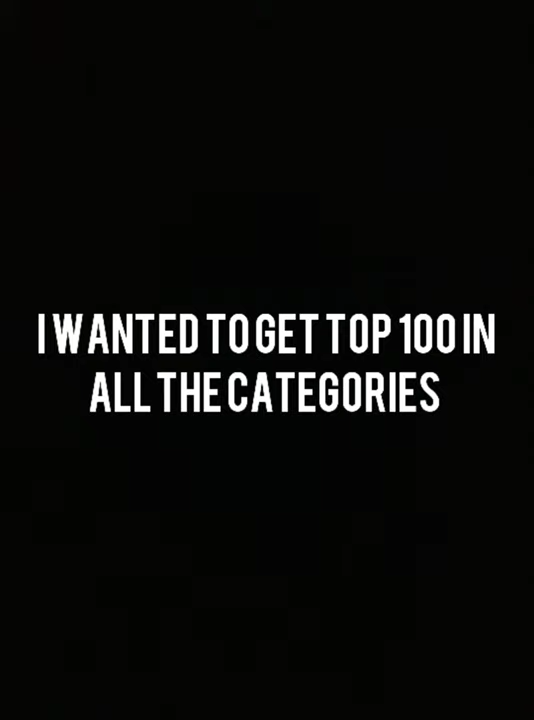 I WANTED TO GET TOP 100 IN
ALL THE CATEGORIES